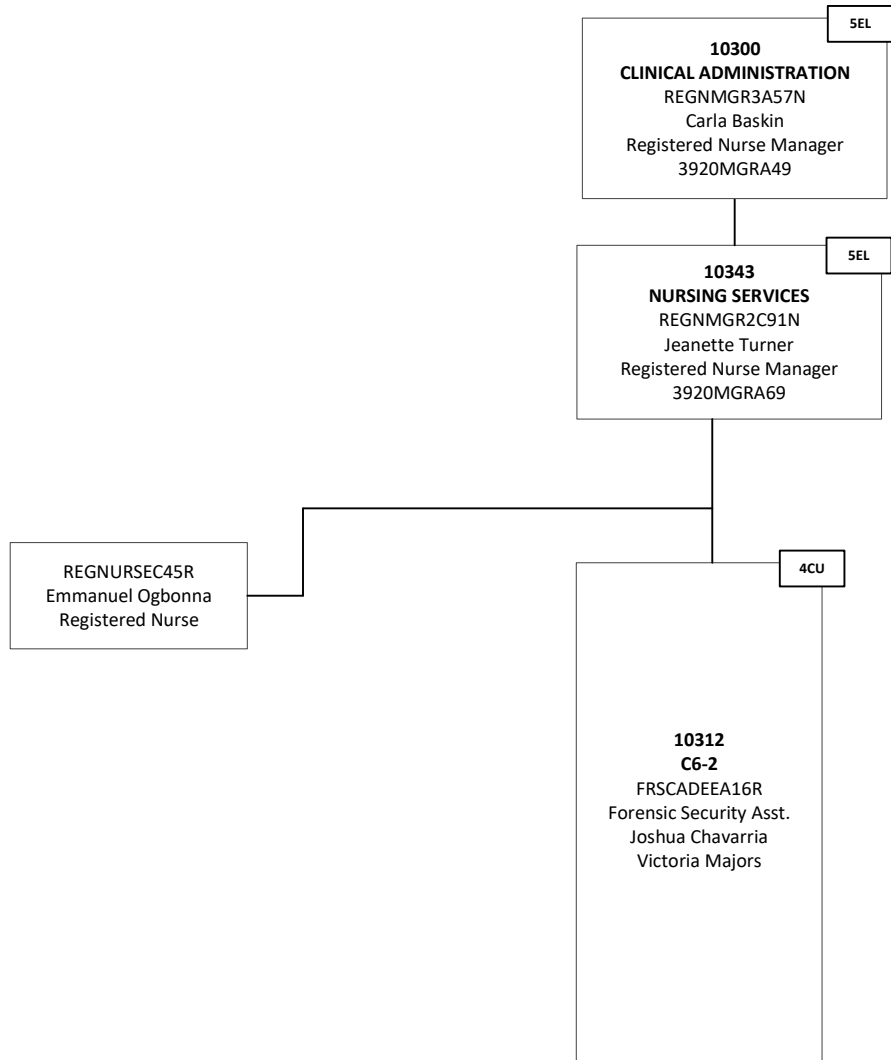 5EL
10300
CLINICAL ADMINISTRATION
REGNMGR3A57N
Carla Baskin
Registered Nurse Manager
3920MGRA49
5EL
10343
NURSING SERVICES
REGNMGR2C91N
Jeanette Turner
Registered Nurse Manager
3920MGRA69
REGNURSEC45R
Emmanuel Ogbonna
Registered Nurse
4CU
10312
C6-2
FRSCADEEA16R
Forensic Security Asst.
Joshua Chavarria
Victoria Majors